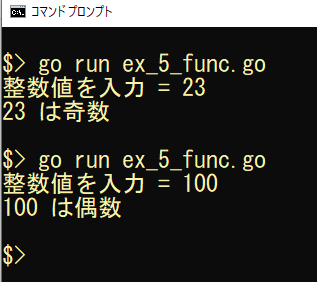 コマンド プロンプト
$> go run ex_5_func.go
整数値を入力 = 23
23 は奇数
$> go run ex_5_func.go
整数値を入力 = 100
100 は偶数
$>